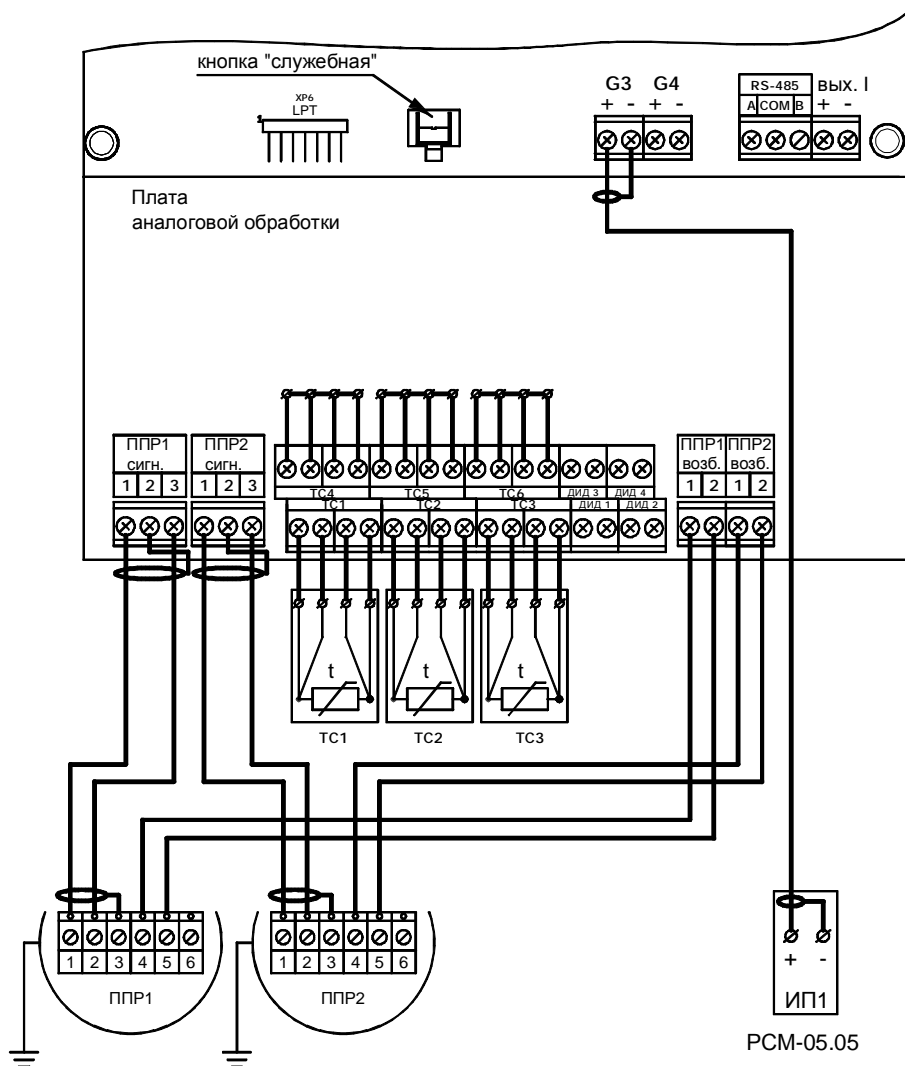 кнопка "служебная"
XP6
LPT
1
G3 G4
+ - + -
RS-485 вых. I
A COM B + -
Плата
аналоговой обработки
ППР1 ППР2
сигн. сигн.
1 2 3 1 2 3
ППР1 ППР2
возб. возб.
1 2 1 2
ТС4 ТС5 ТС6 ДИД 3 ДИД 4
ТС1 ТС2 ТС3 ДИД 1 ДИД 2
t t t
ТС1 ТС2 ТС3
1 2 3 4 5 6
ППР1
1 2 3 4 5 6
ППР2
+ -
ИП1
РСМ-05.05